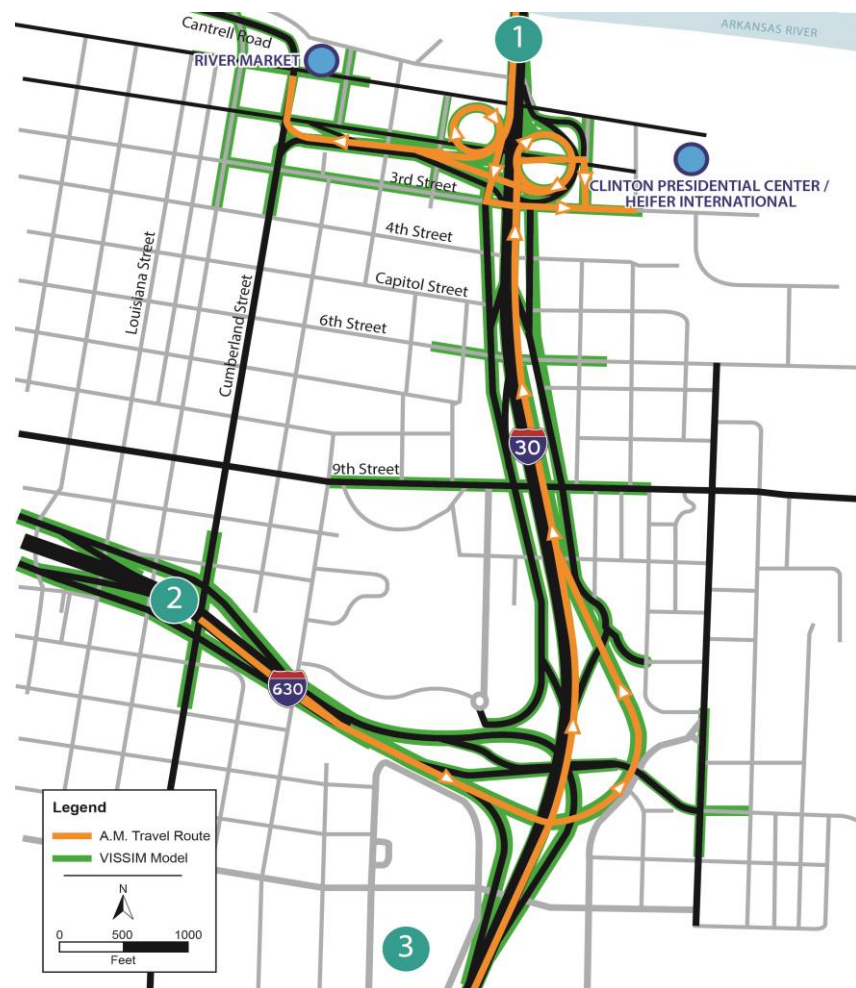 Cantrell Road
1
ARKANSAS RIVER
RIVER MARKET
CLINTON PRESIDENTIAL CENTER /
HEIFER INTERNATIONAL
3rd Street
4th Street
Capitol Street
6th Street
Louisiana Street
Cumberland Street
30
9th Street
2
630
Legend
A.M. Travel Route
VISSIM Model
N
0 500 1000
Feet
3